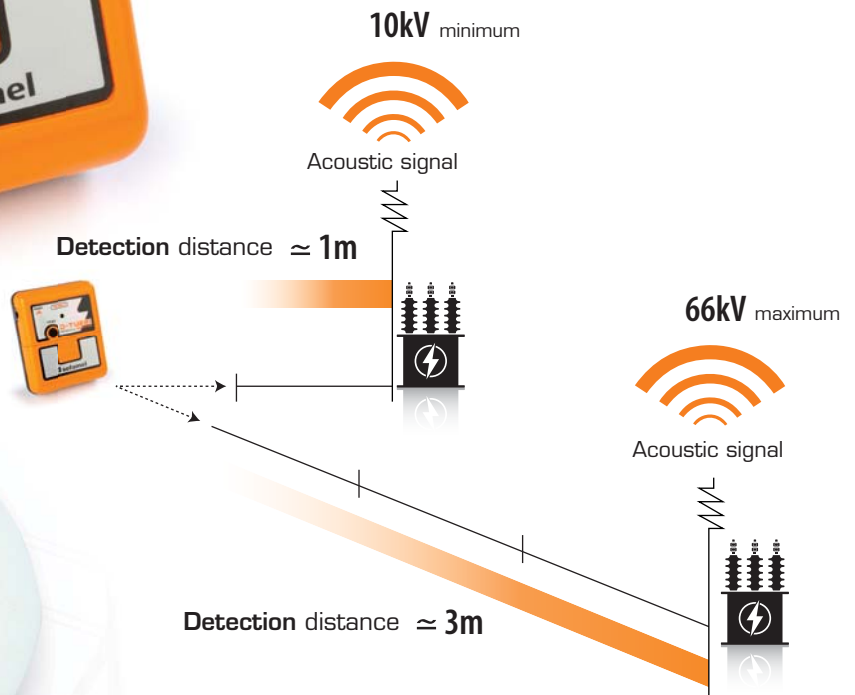 10kV minimum
Acoustic signal
Detection distance ≃ 1m
66kV maximum
Acoustic signal
Detection distance ≃ 3m